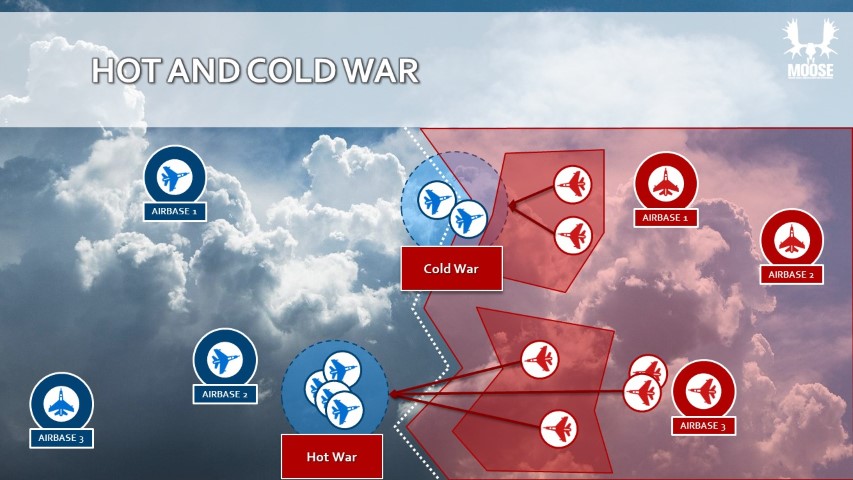 HOT AND COLD WAR
MOOSE
AIRBASE 1
AIRBASE 1
AIRBASE 2
Cold War
AIRBASE 2
AIRBASE 3
AIRBASE 3
Hot War